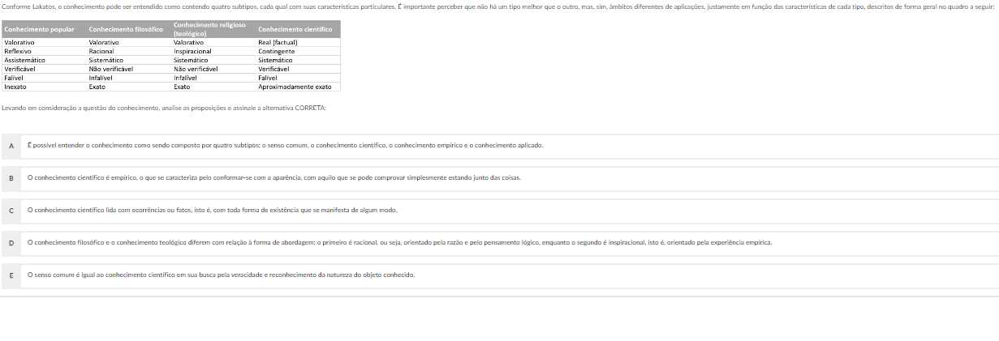 Conforme Lakatos, o conhecimento pode ser entendido como contendo quatro subtipos, cada qual com suas características particulares. É importante perceber que não há um tipo melhor que o outro, mas, sim, âmbitos diferentes de aplicações, justamente em função das características de cada tipo, descritos de forma geral no quadro a seguir:
Conhecimento popular Conhecimento filosófico Conhecimento religioso (teológico) Conhecimento científico
Valorativo Valorativo Valorativo Real (factual)
Reflexivo Racional Inspiracional Contingente
Assistemático Sistemático Sistemático Sistemático
Verificável Não verificável Não verificável Verificável
Falível Infalível Infalível Falível
Inexato Exato Exato Aproximadamente exato
Levando em consideração a questão do conhecimento, analise as proposições e assinale a alternativa CORRETA:
A É possível entender o conhecimento como sendo composto por quatro subtipos: o senso comum, o conhecimento científico, o conhecimento empírico e o conhecimento aplicado.
B O conhecimento científico é empírico, o que se caracteriza pelo conformar-se com a aparência, com aquilo que se pode comprovar simplesmente estando junto das coisas.
C O conhecimento científico lida com ocorrências ou fatos, isto é, com toda forma de existência que se manifesta de algum modo.
D O conhecimento filosófico e o conhecimento teológico diferem com relação à forma de abordagem: o primeiro é racional, ou seja, orientado pela razão e pelo pensamento lógico, enquanto o segundo é inspiracional, isto é, orientado pela experiência empírica.
E O senso comum é igual ao conhecimento científico em sua busca pela veracidade e reconhecimento da natureza do objeto conhecido.